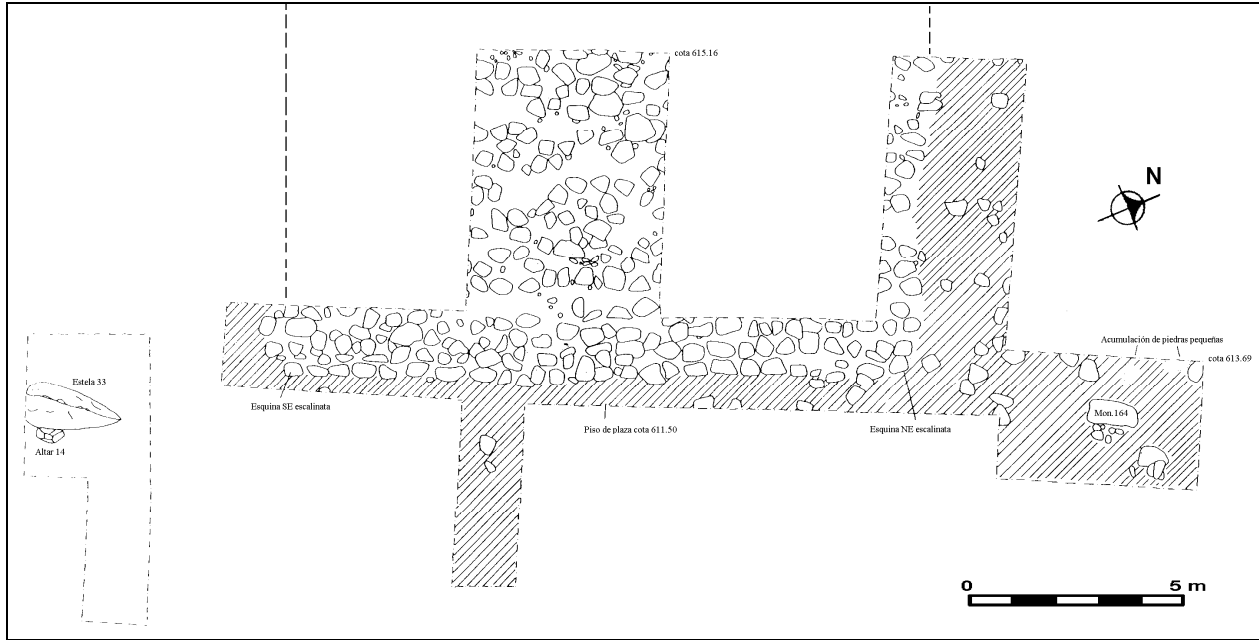 cota 615.16
N
Acumulación de piedras pequeñas
cota 613.69
Estela 33
Altar 14
Esquina SE escalinata
Piso de plaza cota 611.50
Esquina NE escalinata
Mon.164
0 5 m